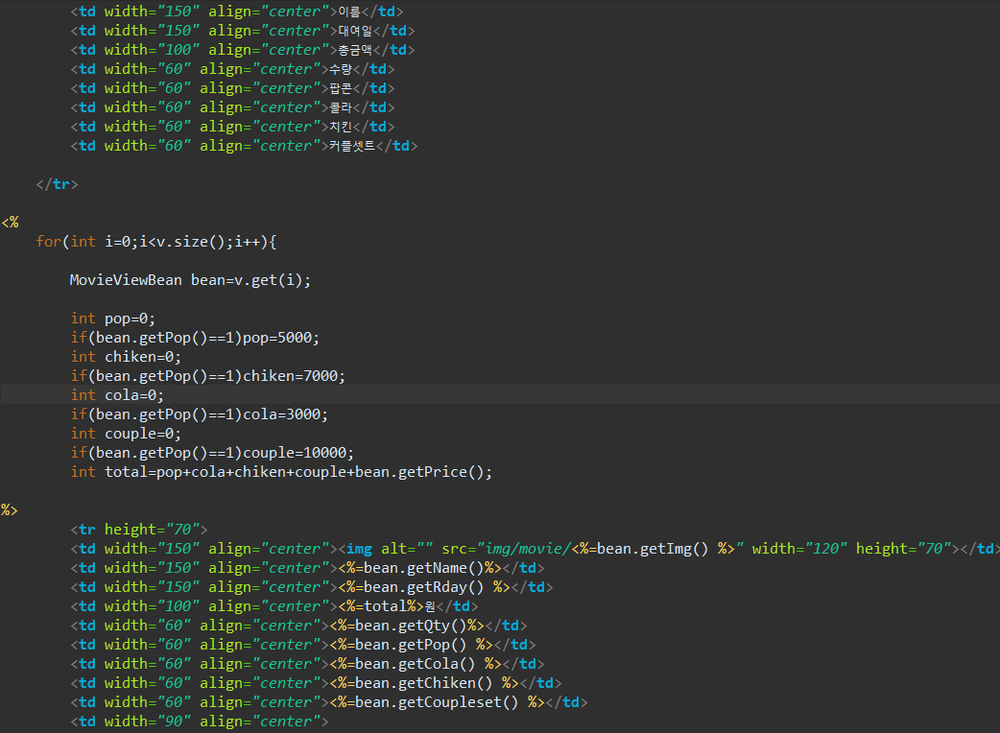 <td width="150" align="center">이름</td>
<td width="150" align="center">대여일</td>
<td width="100" align="center">총금액</td>
<td width="60" align="center">수량</td>
<td width="60" align="center">팝콘</td>
<td width="60" align="center">콜라</td>
<td width="60" align="center">치킨</td>
<td width="60" align="center">커플셋트</td>
</tr>
<%
for(int i=0;i<v.size();i++){
MovieViewBean bean=v.get(i);
int pop=0;
if(bean.getPop()==1)pop=5000;
int chiken=0;
if(bean.getPop()==1)chiken=7000;
int cola=0;
if(bean.getPop()==1)cola=3000;
int couple=0;
if(bean.getPop()==1)couple=10000;
int total=pop+cola+chiken+couple+bean.getPrice();
%>
<tr height="70">
<td width="150" align="center"><img alt="" src="img/movie/<%=bean.getImg() %>" width="120" height="70"></td>
<td width="150" align="center"><%=bean.getName()%></td>
<td width="150" align="center"><%=bean.getRday() %></td>
<td width="100" align="center"><%=total%>원</td>
<td width="60" align="center"><%=bean.getQty()%></td>
<td width="60" align="center"><%=bean.getPop() %></td>
<td width="60" align="center"><%=bean.getCola() %></td>
<td width="60" align="center"><%=bean.getChiken() %></td>
<td width="60" align="center"><%=bean.getCoupleset() %></td>
<td width="90" align="center">